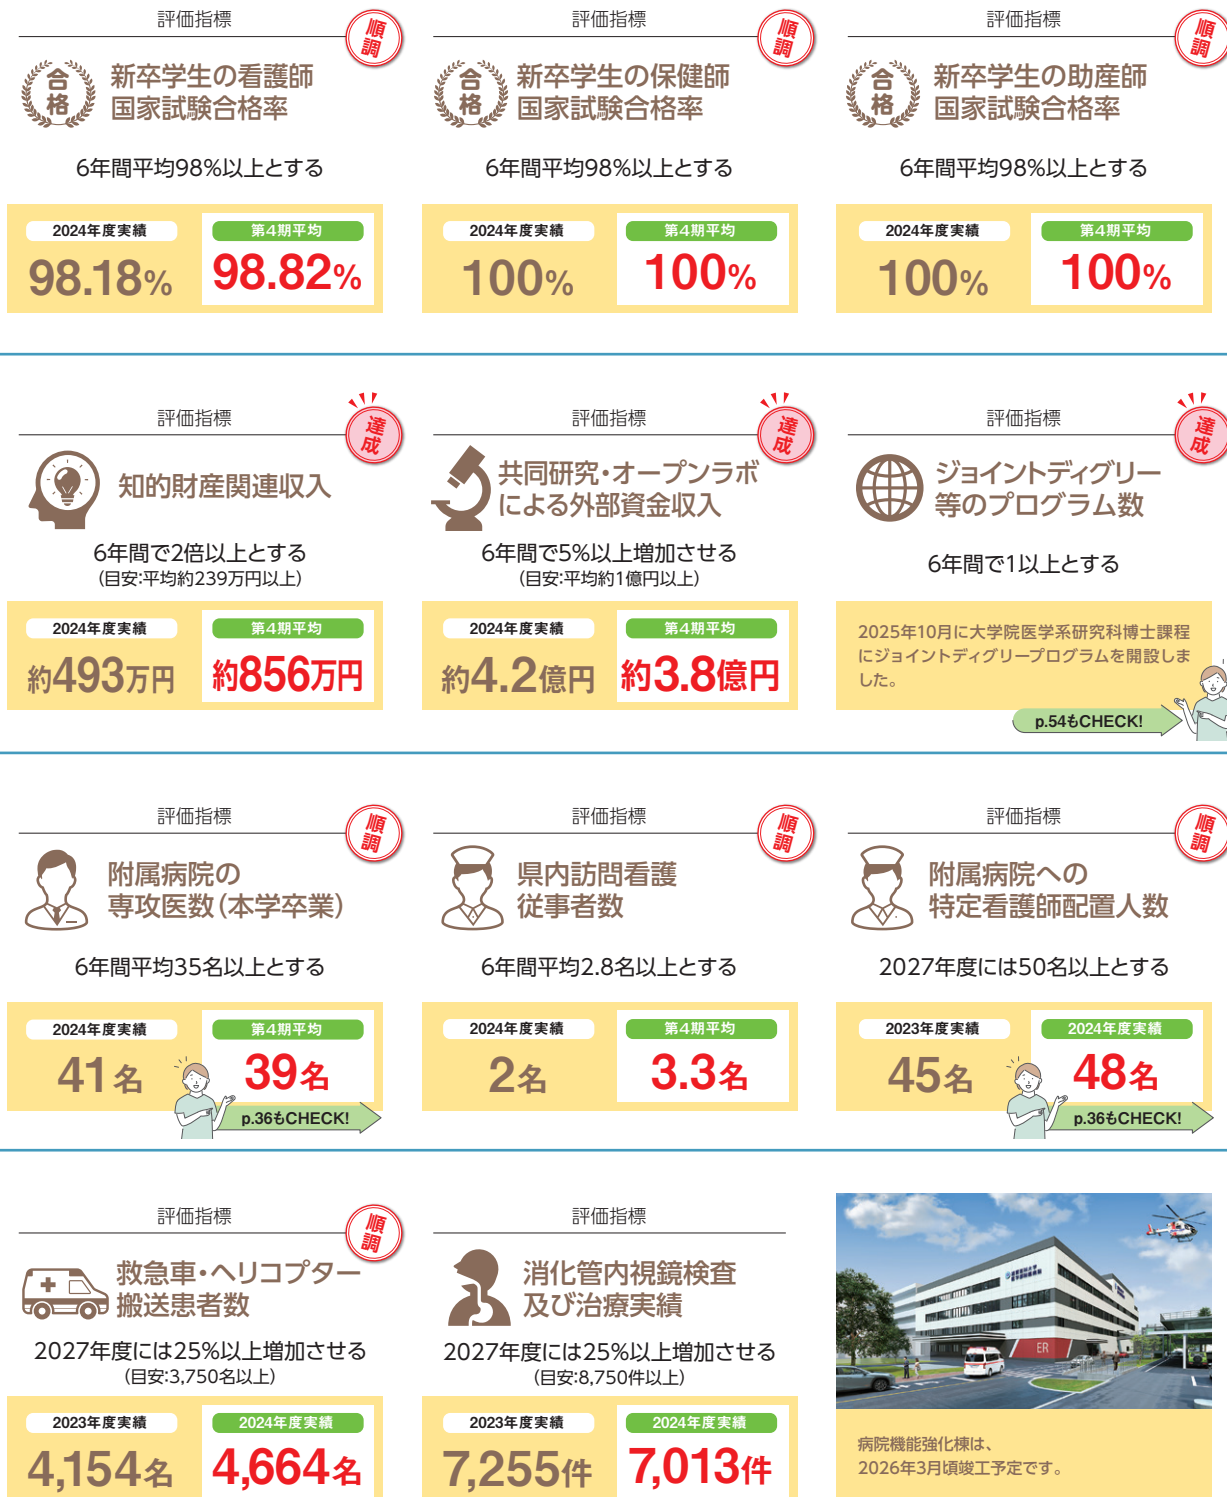 評価指標
順調
合格
新卒学生の看護師
国家試験合格率
6年間平均98%以上とする
2024年度実績
98.18%
第4期平均
98.82%
評価指標
順調
合格
新卒学生の保健師
国家試験合格率
6年間平均98%以上とする
2024年度実績
100%
第4期平均
100%
評価指標
順調
合格
新卒学生の助産師
国家試験合格率
6年間平均98%以上とする
2024年度実績
100%
第4期平均
100%
評価指標
達成
知的財産関連収入
6年間で2倍以上とする
(目安:平均約239万円以上)
2024年度実績
約493万円
第4期平均
約856万円
評価指標
達成
共同研究・オープンラボ
による外部資金収入
6年間で5%以上増加させる
(目安:平均約1億円以上)
2024年度実績
約4.2億円
第4期平均
約3.8億円
評価指標
達成
ジョイントディグリー
等のプログラム数
6年間で1以上とする
2025年10月に大学院医学系研究科博士課程
にジョイントディグリープログラムを開設しま
した。
p.54もCHECK!
評価指標
順調
附属病院の
専攻医数(本学卒業)
6年間平均35名以上とする
2024年度実績
41名
第4期平均
39名
p.36もCHECK!
評価指標
順調
県内訪問看護
従事者数
6年間平均2.8名以上とする
2024年度実績
2名
第4期平均
3.3名
評価指標
順調
附属病院への
特定看護師配置人数
2027年度には50名以上とする
2023年度実績
45名
2024年度実績
48名
p.36もCHECK!
評価指標
順調
救急車・ヘリコプター
搬送患者数
2027年度には25%以上増加させる
(目安:3,750名以上)
2023年度実績
4,154名
2024年度実績
4,664名
評価指標
消化管内視鏡検査
及び治療実績
2027年度には25%以上増加させる
(目安:8,750件以上)
2023年度実績
7,255件
2024年度実績
7,013件
ER
病院機能強化棟は、
2026年3月頃竣工予定です。